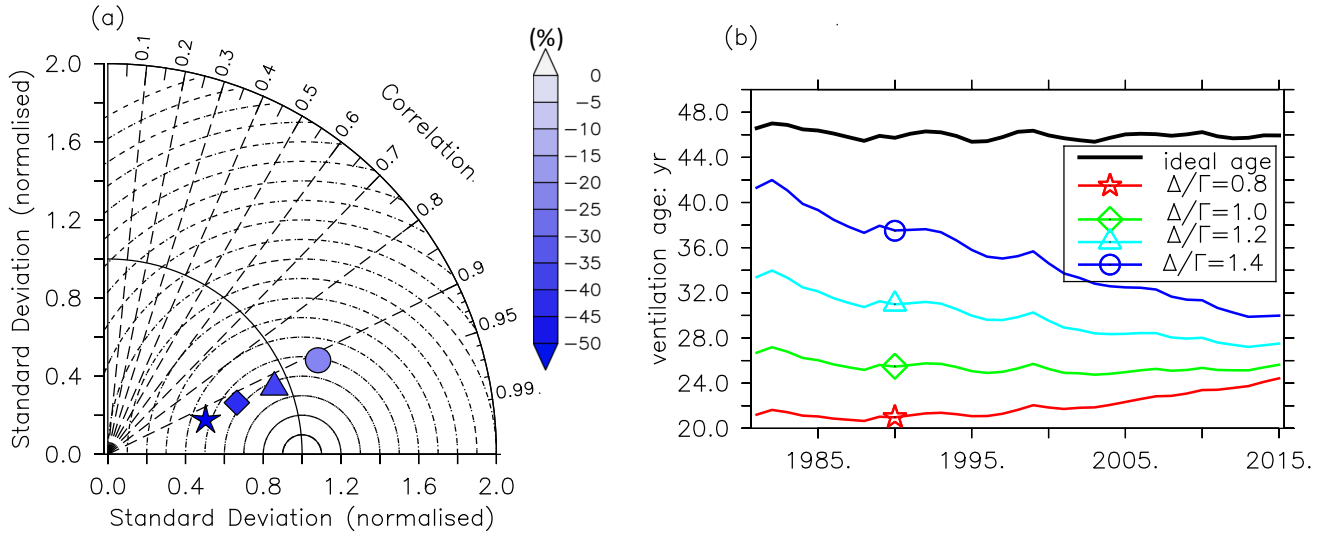 (a)
0.1
0.2
0.3
0.4
0.5
0.6
0.7
0.8
0.9
0.95
0.99.
Correlation.
Standard Deviation (normalised)
2.0
1.6
1.2
0.8
0.4
0.0
0.0 0.4 0.8 1.2 1.6 2.0
Standard Deviation (normalised)
(%)
0
−5
−10
−15
−20
−25
−30
−35
−40
−45
−50
(b)
ventilation age: yr
48.0
44.0
40.0
36.0
32.0
28.0
24.0
20.0
1985. 1995. 2005. 2015.
ideal age
Δ/Γ=0.8
Δ/Γ=1.0
Δ/Γ=1.2
Δ/Γ=1.4